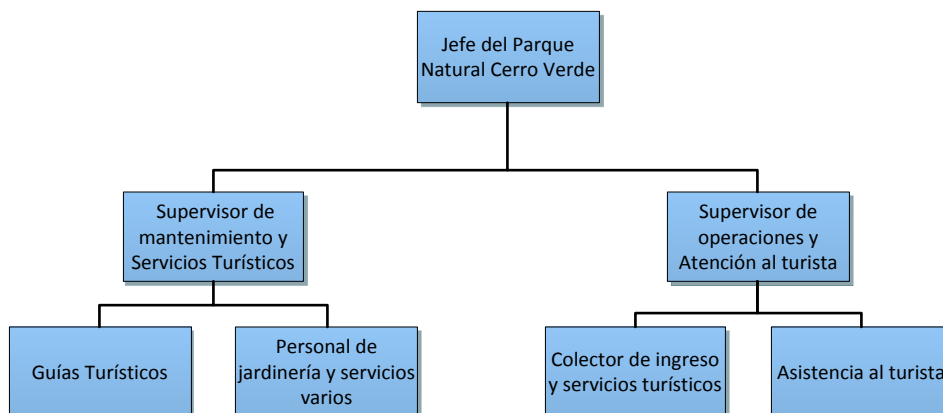 Jefe del Parque
Natural Cerro Verde
Supervisor de
mantenimiento y
Servicios Turísticos
Supervisor de
operaciones y
Atención al turista
Guías Turísticos
Personal de
jardinería y servicios
varios
Colector de ingreso
y servicios turísticos
Asistencia al turista